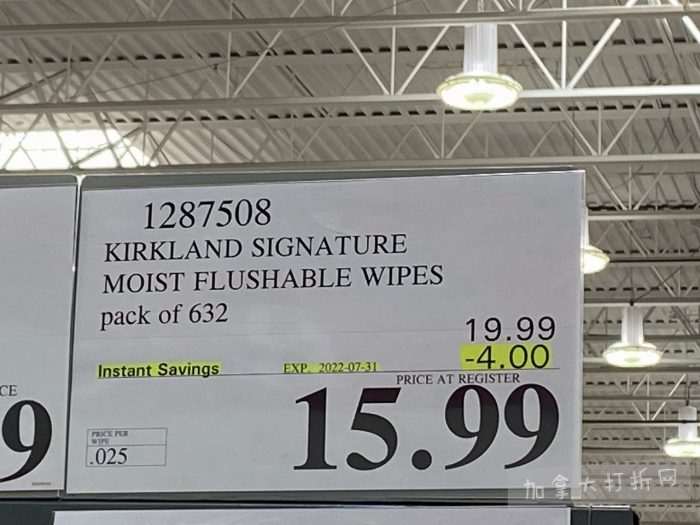 1287508
KIRKLAND SIGNATURE
MOIST FLUSHABLE WIPES
pack of 632
19.99
Instant Savings EXP. 2022-07-31 -4.00
PRICE AT REGISTER
15.99
PRICE PER
WIPE
.025
CE
9
加拿大打折网